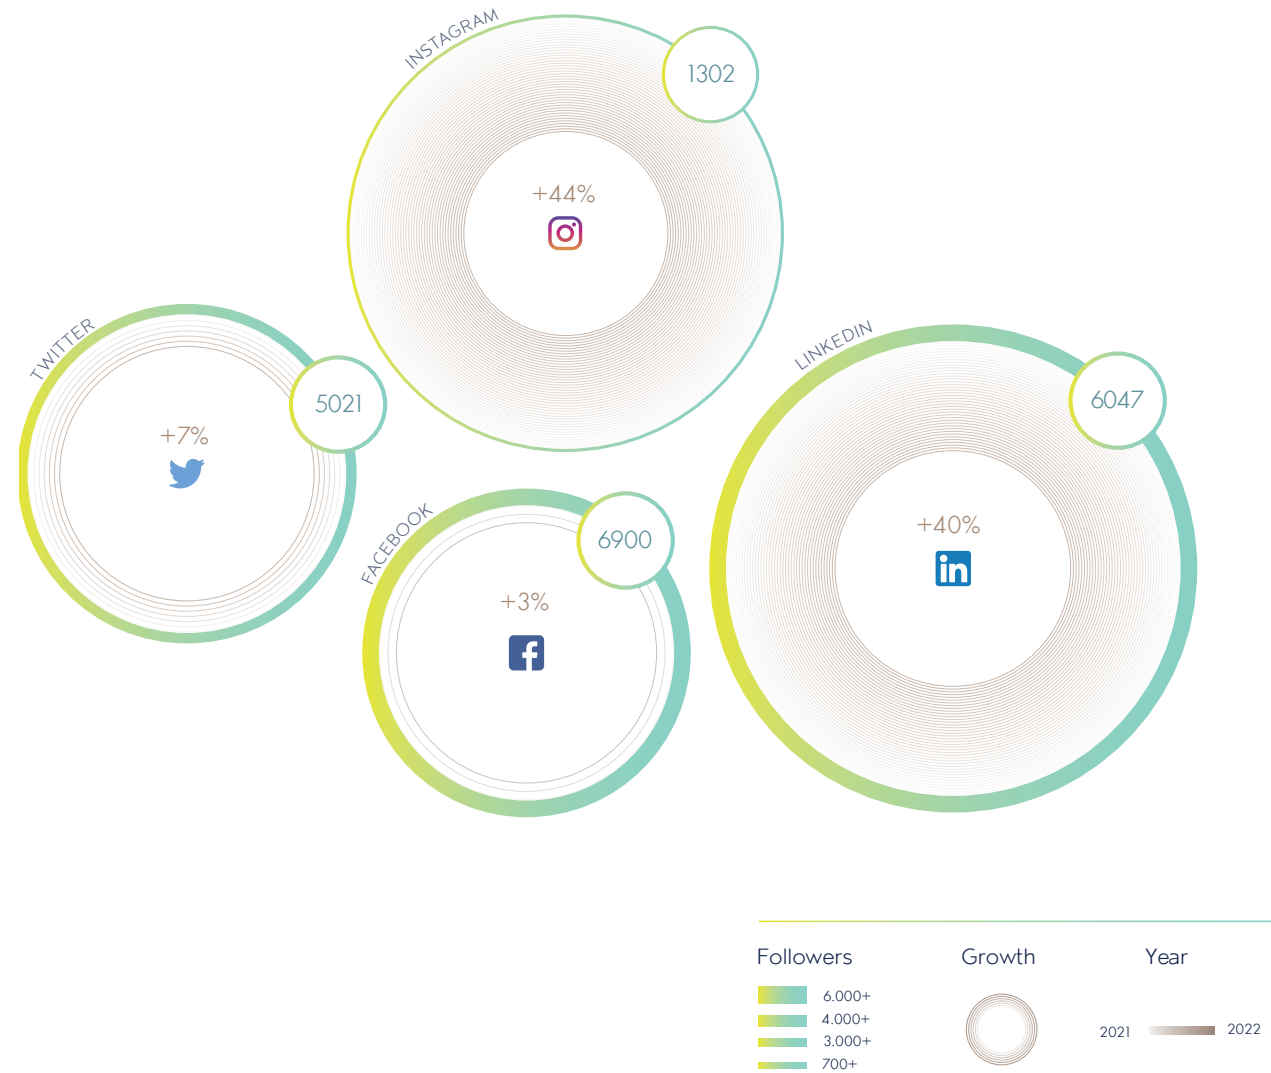 INSTAGRAM
1302
+44%
TWITTER
5021
+7%
LINKEDIN
6047
+40%
in
FACEBOOK
6900
+3%
f
Followers
6.000+
4.000+
3.000+
700+
Growth
Year
2021
2022